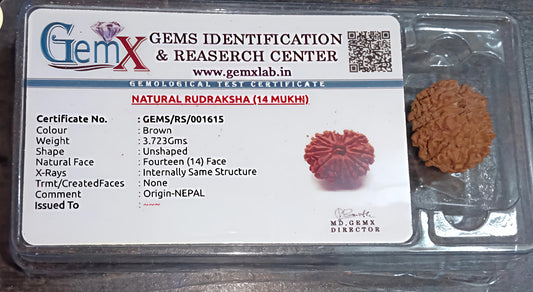 GemX
GEMS IDENTIFICATION
& REASERCH CENTER
www.gemxlab.in
GEMOLOGICAL TEST CERTIFICATE
NATURAL RUDRAKSHA (14 MUKHI)
Certificate No. : GEMS/RS/001615
Colour : Brown
Weight : 3.723Gms
Shape : Unshaped
Natural Face : Fourteen (14) Face
X-Rays : Internally Same Structure
Trmt/CreatedFaces : None
Comment : Origin-NEPAL
Issued To :
MD, GEMX
DIRECTOR